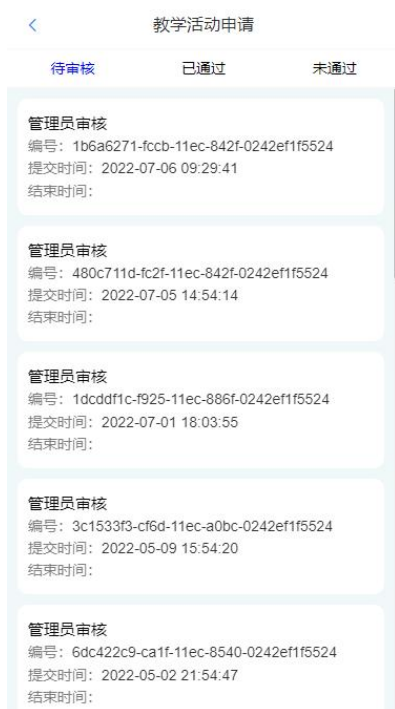 教学活动申请
待审核 已通过 未通过
管理员审核
编号：1b6a6271-fccb-11ec-842f-0242ef1f5524
提交时间：2022-07-06 09:29:41
结束时间：
管理员审核
编号：480c711d-fc2f-11ec-842f-0242ef1f5524
提交时间：2022-07-05 14:54:14
结束时间：
管理员审核
编号：1dcddf1c-f925-11ec-886f-0242ef1f5524
提交时间：2022-07-01 18:03:55
结束时间：
管理员审核
编号：3c1533f3-cf6d-11ec-a0bc-0242ef1f5524
提交时间：2022-05-09 15:54:20
结束时间：
管理员审核
编号：6dc422c9-ca1f-11ec-8540-0242ef1f5524
提交时间：2022-05-02 21:54:47
结束时间：